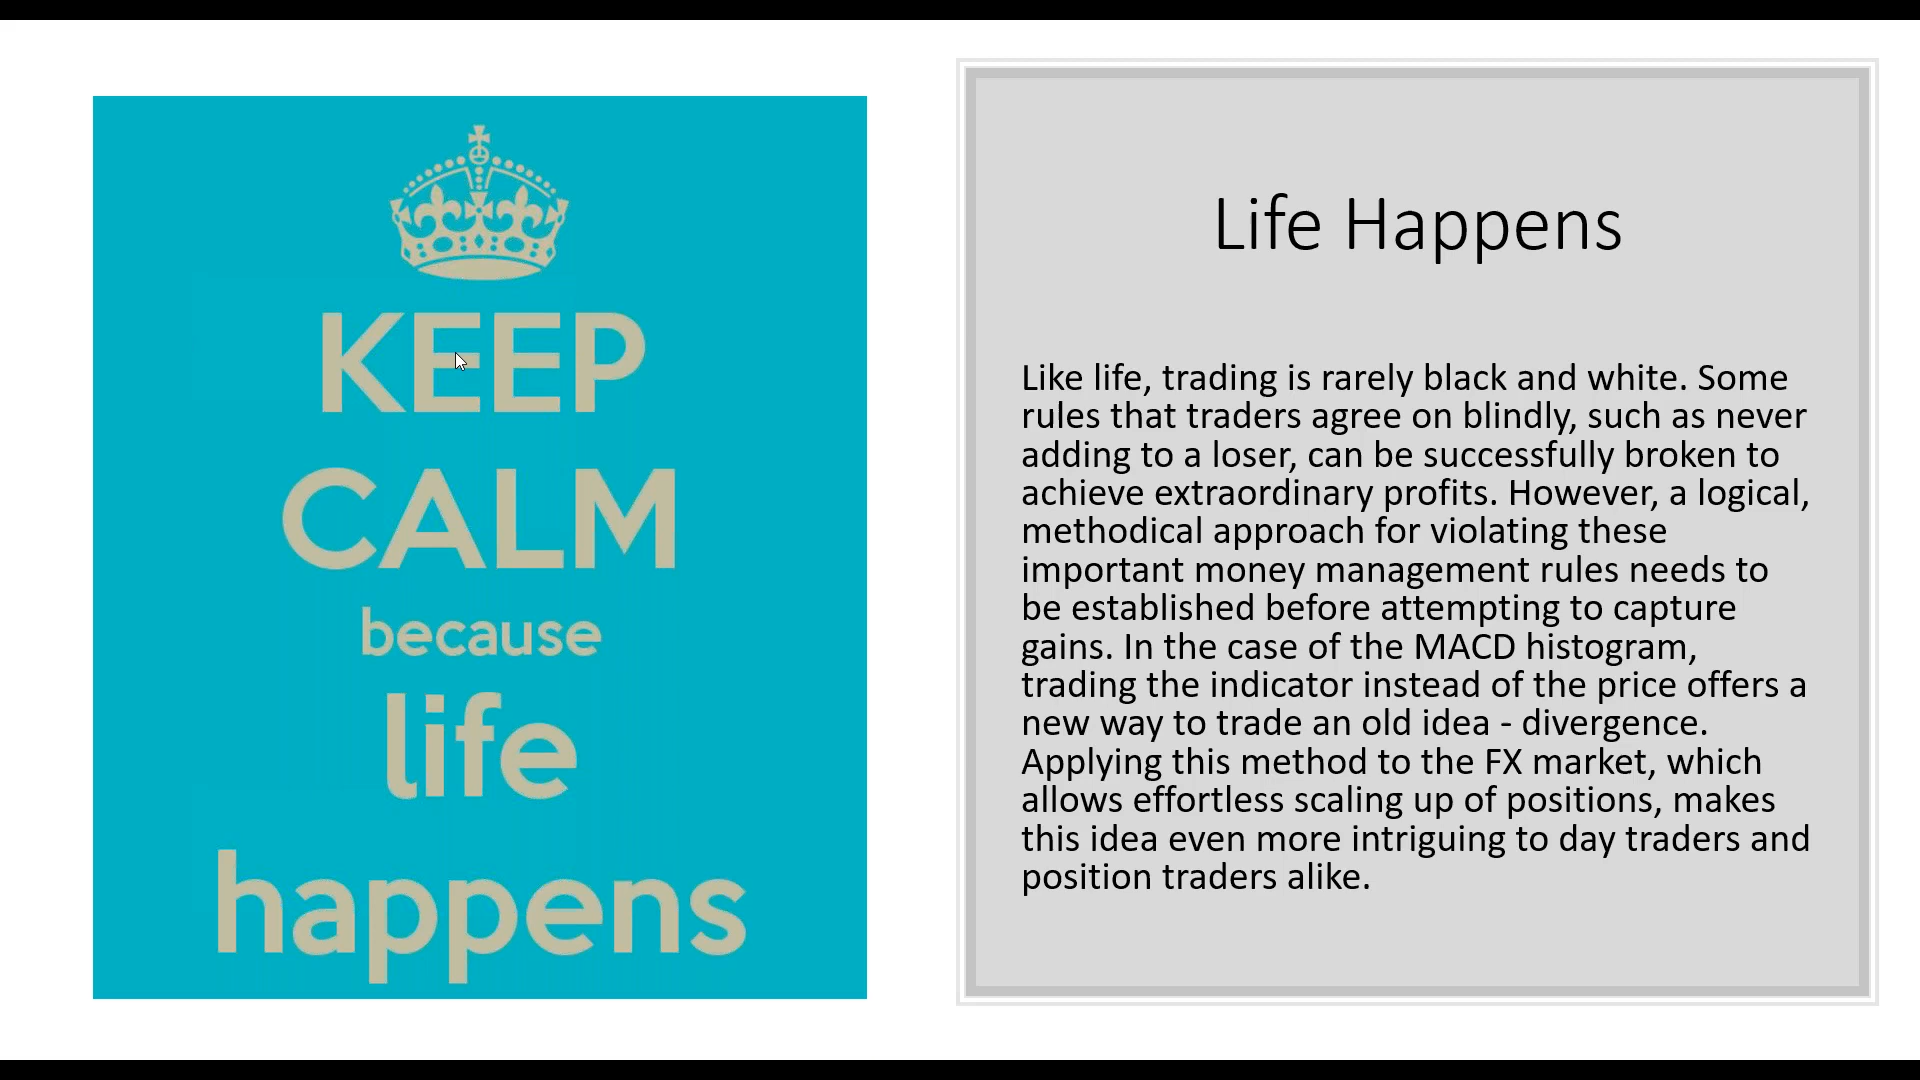 KEEP
CALM
because
life
happens
Life Happens
Like life, trading is rarely black and white. Some
rules that traders agree on blindly, such as never
adding to a loser, can be successfully broken to
achieve extraordinary profits. However, a logical,
methodical approach for violating these
important money management rules needs to
be established before attempting to capture
gains. In the case of the MACD histogram,
trading the indicator instead of the price offers a
new way to trade an old idea - divergence.
Applying this method to the FX market, which
allows effortless scaling up of positions, makes
this idea even more intriguing to day traders and
position traders alike.